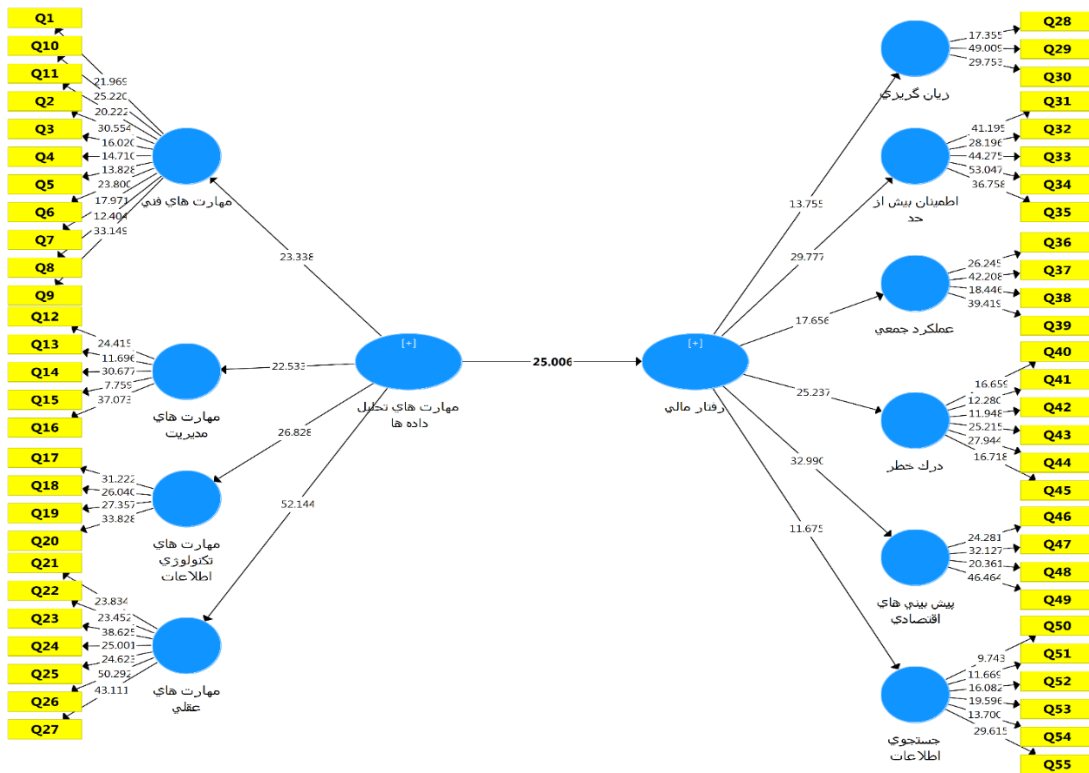 Q1
Q10
Q11
Q2
Q3
Q4
Q5
Q6
Q7
Q8
Q9
21.969
25.220
20.222
30.554
16.020
14.710
13.828
23.800
17.971
12.404
33.149
مهارت هاي فني
23.338
Q12
Q13
Q14
Q15
Q16
24.415
11.696
30.677
7.759
37.073
مهارت هاي
مديريت
22.533
Q17
Q18
Q19
Q20
31.222
26.040
27.357
33.828
مهارت هاي
تكنولوژي
اطلاعات
26.828
Q21
Q22
Q23
Q24
Q25
Q26
Q27
23.834
23.452
38.625
25.001
24.623
50.292
43.111
مهارت هاي
عقلي
52.144
[+]
مهارت هاي تحليل
داده ها
25.006
[+]
رفتار مالي
13.755
زيان گريزي
17.355
49.009
29.753
Q28
Q29
Q30
29.777
اطمينان بيش از
حد
41.195
28.196
44.275
53.047
36.758
Q31
Q32
Q33
Q34
Q35
17.656
عملكرد جمعي
26.245
42.208
18.446
39.419
Q36
Q37
Q38
Q39
25.237
درك خطر
16.659
12.280
11.948
25.215
27.944
16.718
Q40
Q41
Q42
Q43
Q44
Q45
32.990
پيش بيني هاي
اقتصادي
24.281
32.127
20.361
46.464
Q46
Q47
Q48
Q49
11.675
جستجوي
اطلاعات
9.743
11.669
16.082
19.596
13.700
29.615
Q50
Q51
Q52
Q53
Q54
Q55